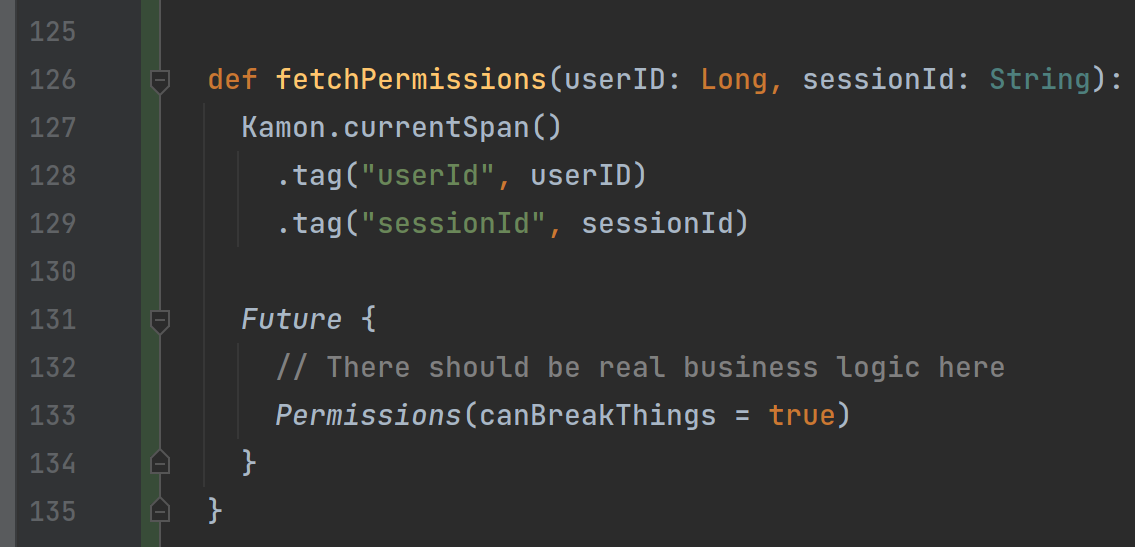 125
126 def fetchPermissions(userID: Long, sessionId: String):
127 Kamon.currentSpan()
128 .tag("userId", userID)
129 .tag("sessionId", sessionId)
130
131 Future {
132 // There should be real business logic here
133 Permissions(canBreakThings = true)
134 }
135 }